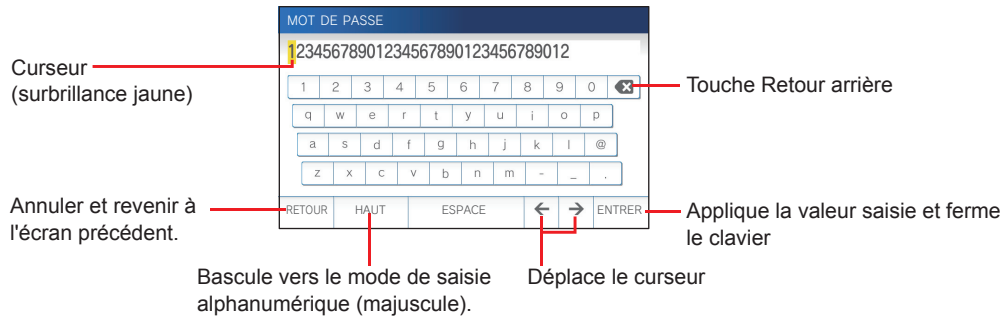 MOT DE PASSE
12345678901234567890123456789012
Curseur
(surbrillance jaune)
1 2 3 4 5 6 7 8 9 0
Touche Retour arrière
q w e r t y u i o p
a s d f g h j k l @
z x c v b n m - _ .
Annuler et revenir à
l'écran précédent.
RETOUR HAUT ESPACE ← → ENTRER
Applique la valeur saisie et ferme
le clavier
Bascule vers le mode de saisie
alphanumérique (majuscule).
Déplace le curseur